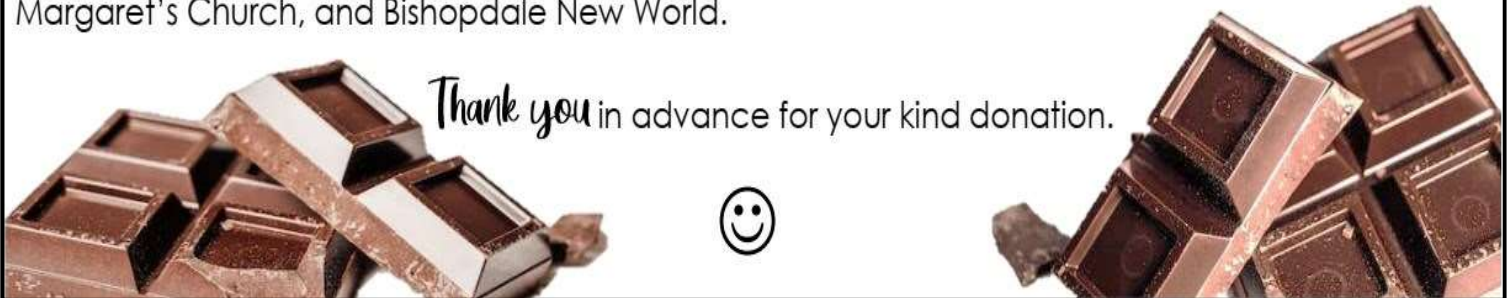 Margaret's Church, and Bishopdale New World.
Thank you in advance for your kind donation.